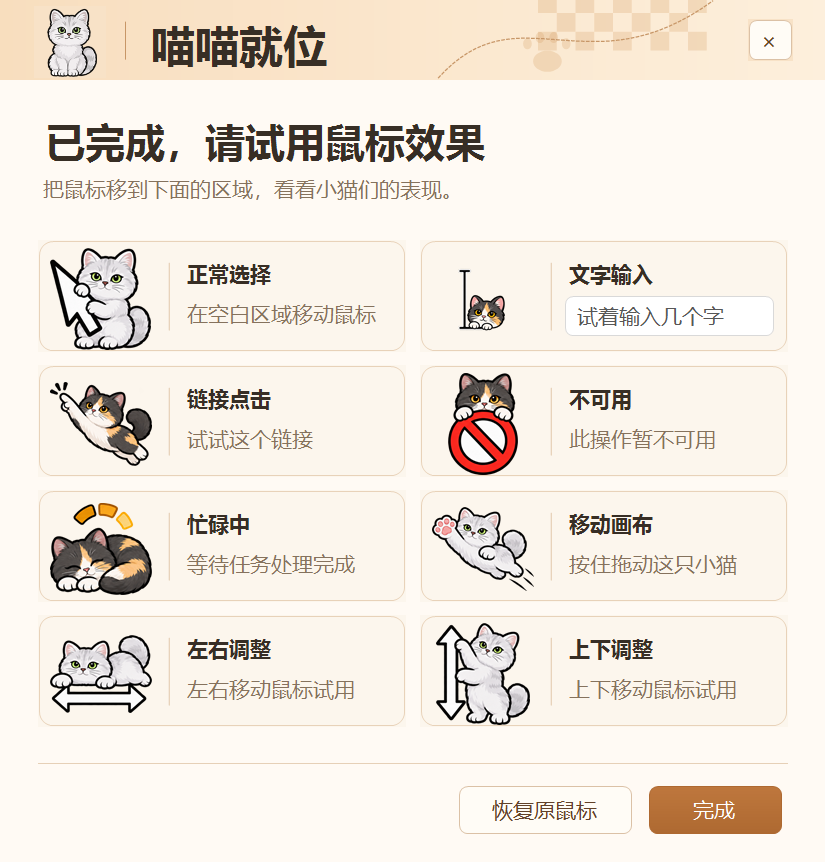 喵喵就位
×
已完成，请试用鼠标效果
把鼠标移到下面的区域，看看小猫们的表现。
正常选择
在空白区域移动鼠标
文字输入
试着输入几个字
链接点击
试试这个链接
不可用
此操作暂不可用
忙碌中
等待任务处理完成
移动画布
按住拖动这只小猫
左右调整
左右移动鼠标试用
上下调整
上下移动鼠标试用
恢复原鼠标
完成